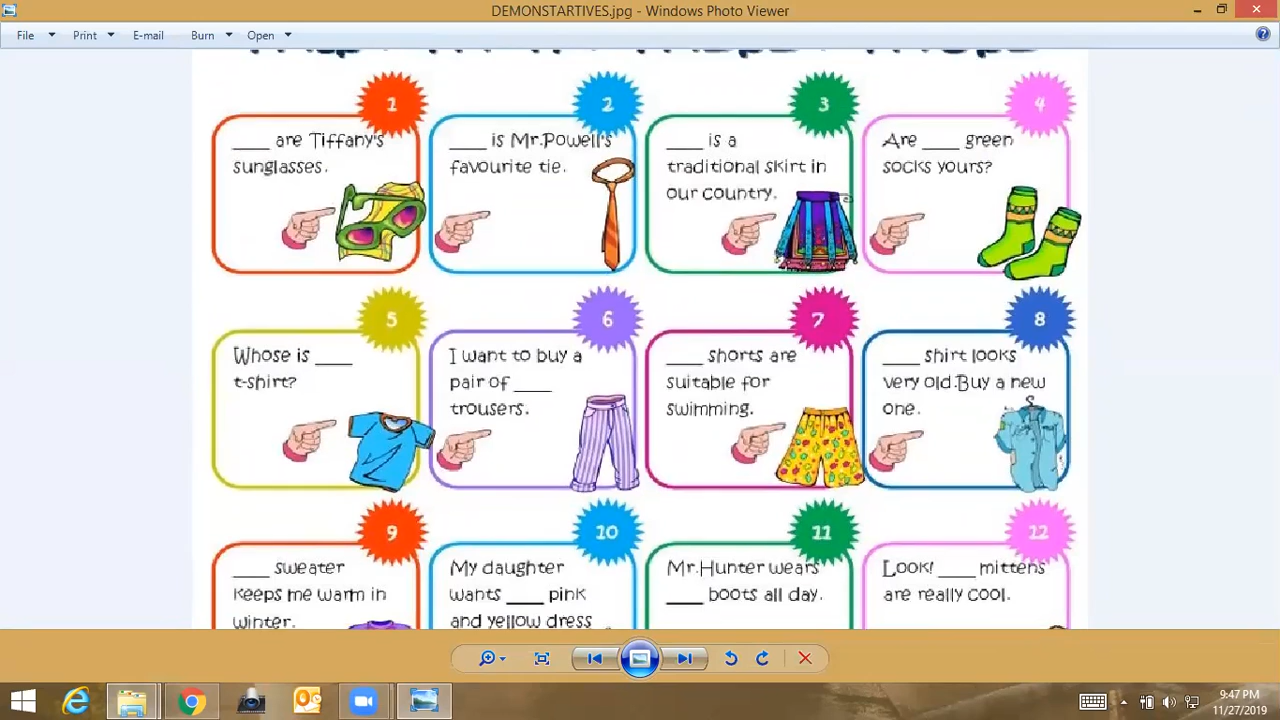 DEMONSTARTIVES.jpg - Windows Photo Viewer
File Print E-mail Burn Open
1
____ are Tiffany's
sunglasses.
2
____ is Mr.Powell's
favourite tie.
3
____ is a
traditional skirt in
our country.
4
Are ____ green
socks yours?
5
Whose is ____
t-shirt?
6
I want to buy a
pair of ____
trousers.
7
____ shorts are
suitable for
swimming.
8
____ shirt looks
very old.Buy a new
one.
9
____ sweater
keeps me warm in
winter.
10
My daughter
wants ____ pink
and yellow dress
11
Mr.Hunter wears
____ boots all day.
12
Look! ____ mittens
are really cool.
9:47 PM
11/27/2019